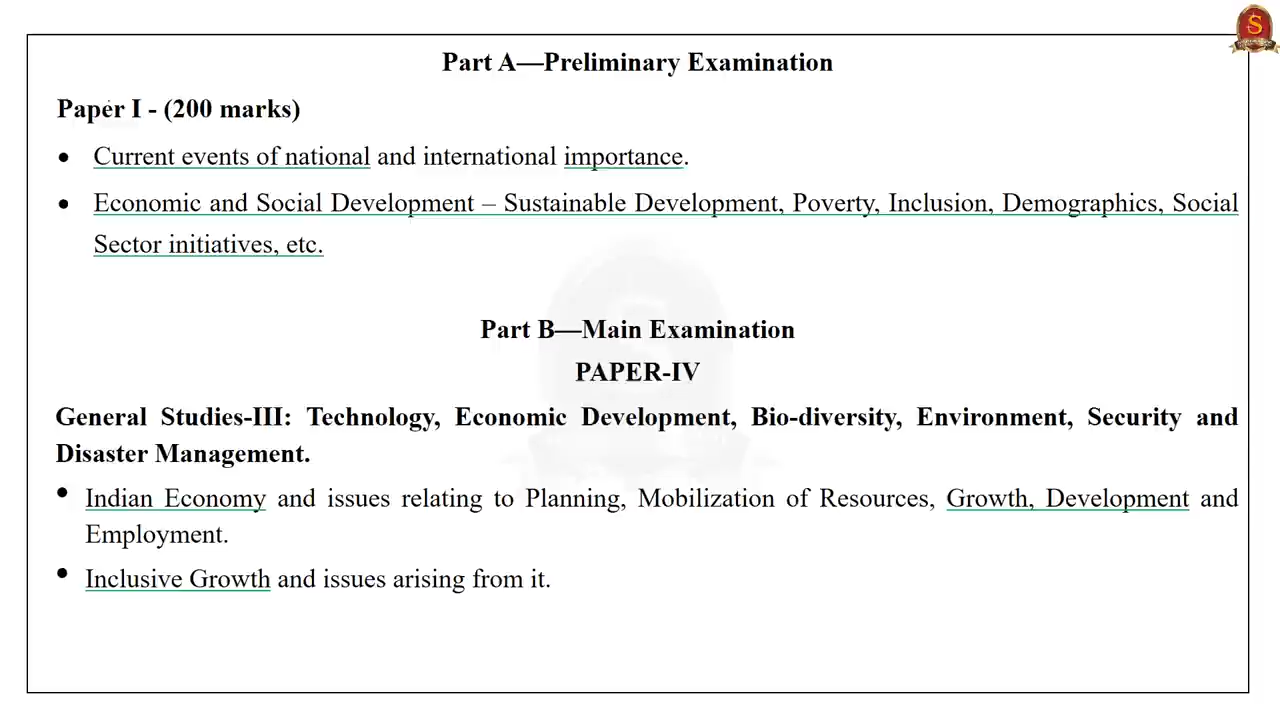 S
Part A—Preliminary Examination
Paper I - (200 marks)
• Current events of national and international importance.
• Economic and Social Development – Sustainable Development, Poverty, Inclusion, Demographics, Social
Sector initiatives, etc.
Part B—Main Examination
PAPER-IV
General Studies-III: Technology, Economic Development, Bio-diversity, Environment, Security and
Disaster Management.
• Indian Economy and issues relating to Planning, Mobilization of Resources, Growth, Development and
Employment.
• Inclusive Growth and issues arising from it.